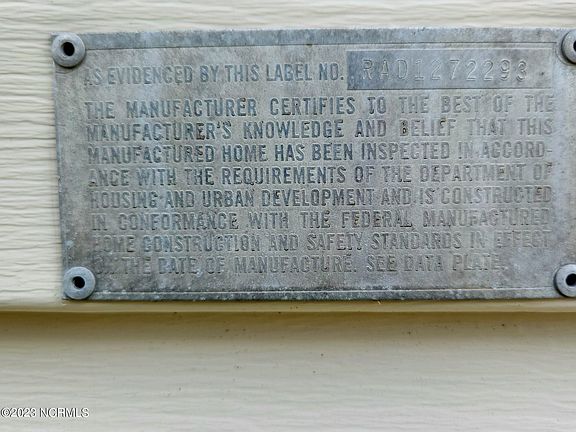 AS EVIDENCED BY THIS LABEL NO. RAD1272293
THE MANUFACTURER CERTIFIES TO THE BEST OF THE
MANUFACTURER'S KNOWLEDGE AND BELIEF THAT THIS
MANUFACTURED HOME HAS BEEN INSPECTED IN ACCORD-
ANCE WITH THE REQUIREMENTS OF THE DEPARTMENT OF
HOUSING AND URBAN DEVELOPMENT AND IS CONSTRUCTED
IN CONFORMANCE WITH THE FEDERAL MANUFACTURED
HOME CONSTRUCTION AND SAFETY STANDARDS IN EFFECT
ON THE DATE OF MANUFACTURE. SEE DATA PLATE.
©2023 NCRMLS